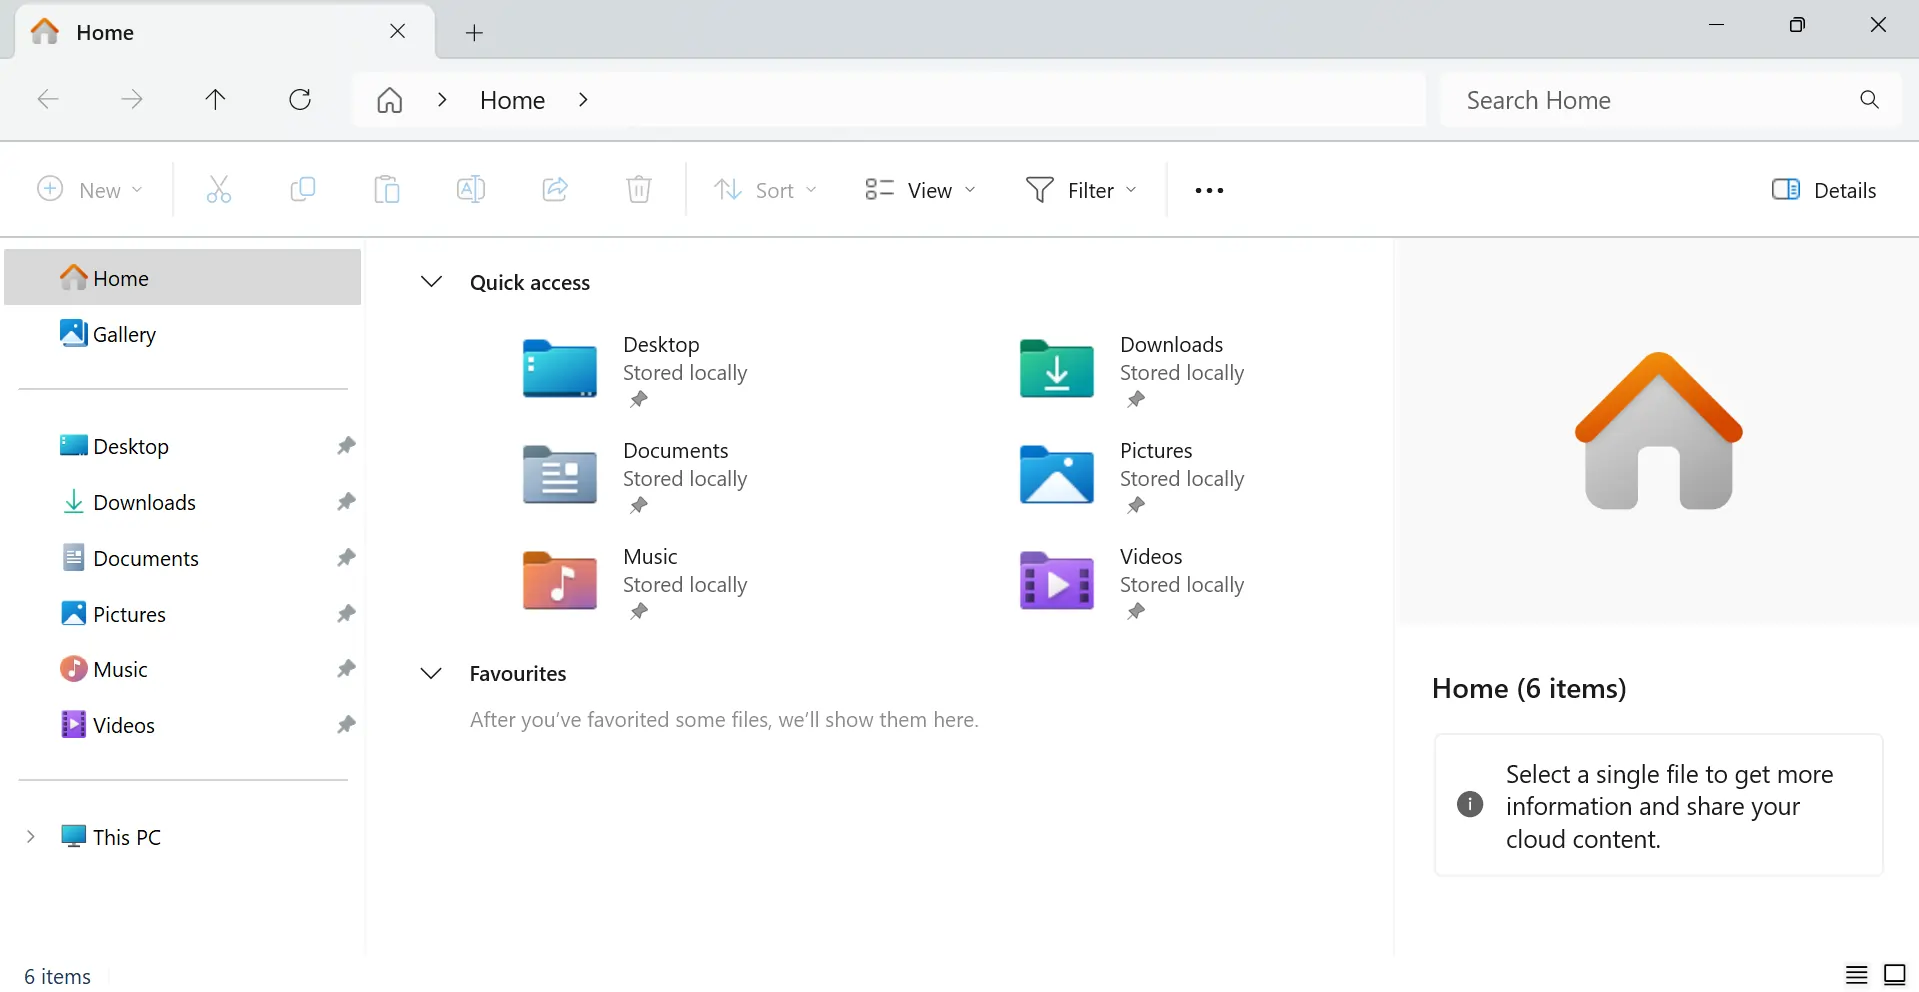 Home
Home
Search Home
New
Sort
View
Filter
Details
Home
Gallery
Desktop
Downloads
Documents
Pictures
Music
Videos
This PC
Quick access
Desktop
Stored locally
Downloads
Stored locally
Documents
Stored locally
Pictures
Stored locally
Music
Stored locally
Videos
Stored locally
Favourites
After you've favorited some files, we'll show them here.
Home (6 items)
Select a single file to get more
information and share your
cloud content.
6 items